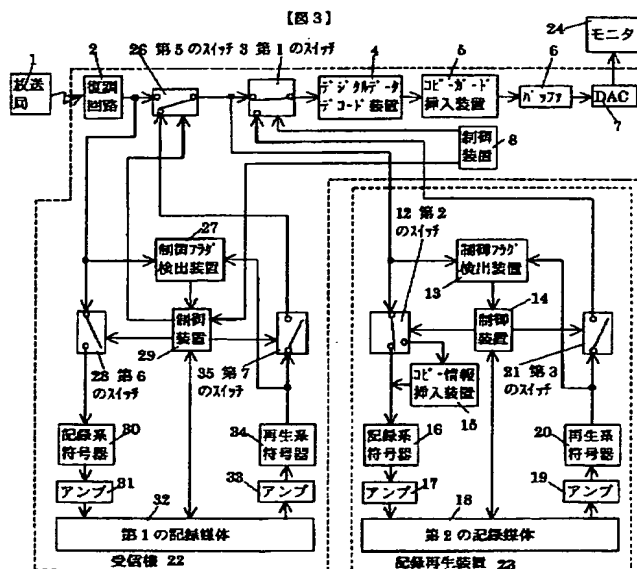 【図3】
24
モニタ
1
放送局
2
復調
回路
26 第5のスイッチ
3 第1のスイッチ
4
デジタルデータ
デコード装置
5
コピーガード
挿入装置
6
バッファ
DAC
7
制御
装置
8
27
制御フラグ
検出装置
制御
装置
29
28 第6の
スイッチ
35 第7の
スイッチ
30
記録系
符号器
31
アンプ
34
再生系
符号器
33
アンプ
32
第1の記録媒体
受信機 22
12 第2
のスイッチ
制御フラグ
検出装置
13
14
制御
装置
コピー情報
挿入装置
15
21 第3
のスイッチ
記録系
符号器
16
アンプ
17
20
再生系
符号器
19
アンプ
18
第2の記録媒体
記録再生装置 23